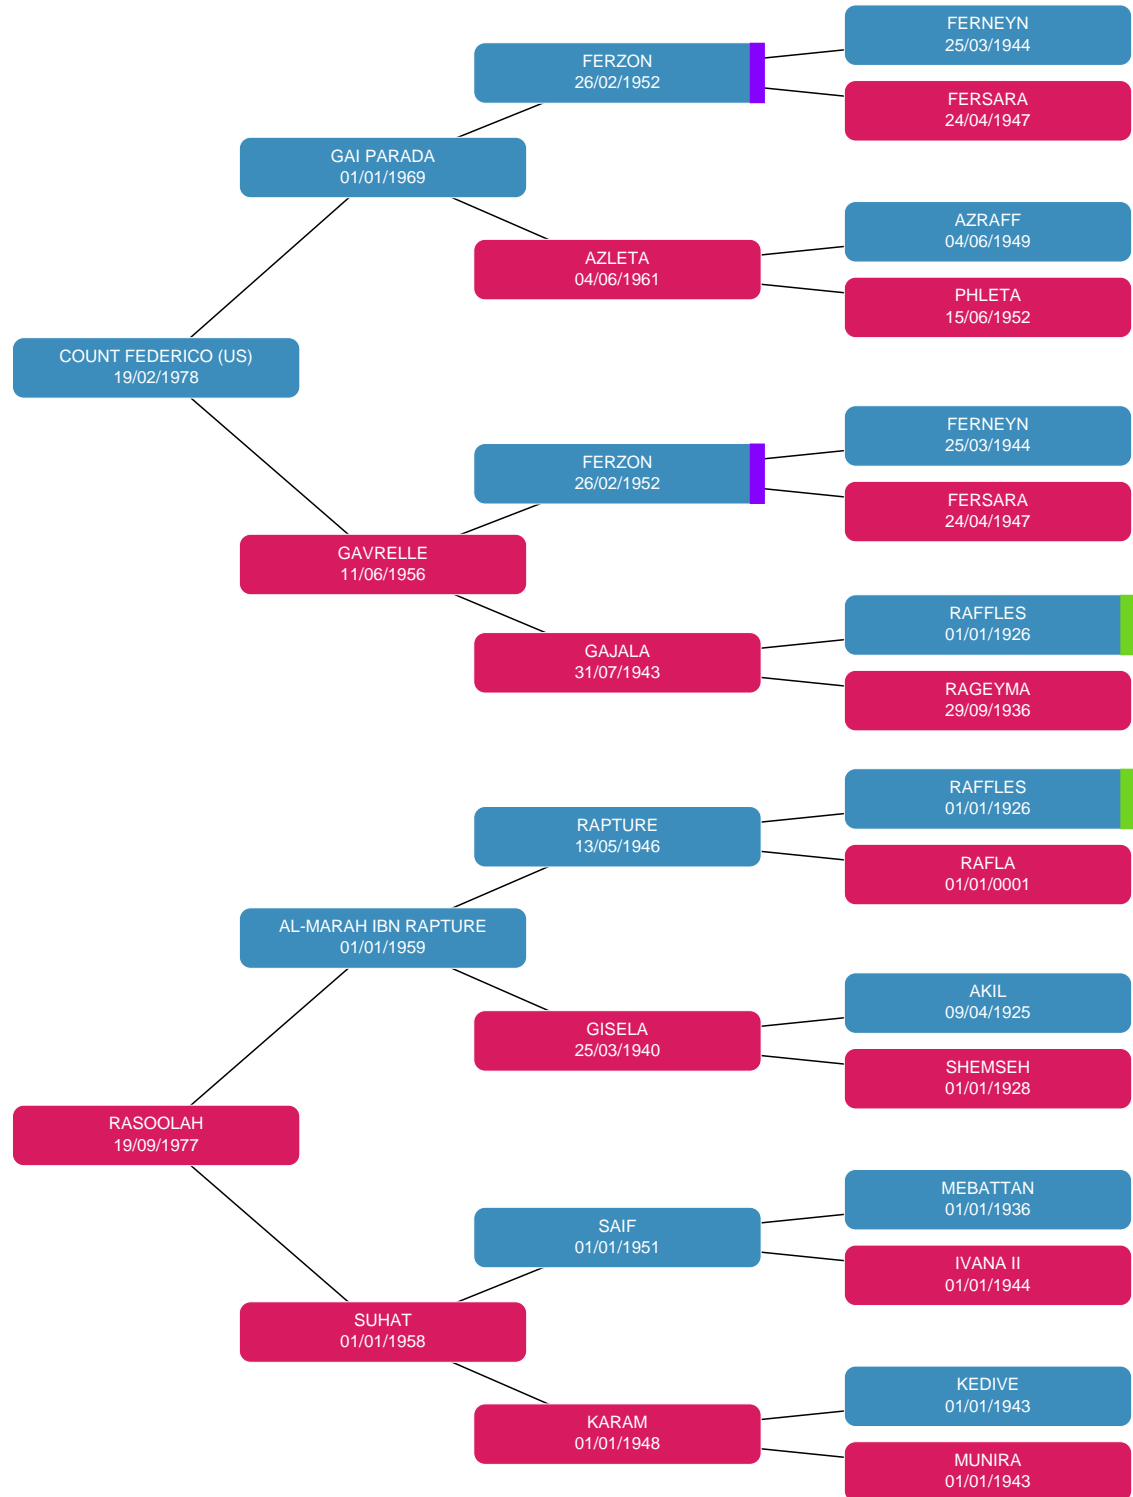 FERNEYN
25/03/1944
FERZON
26/02/1952
FERSARA
24/04/1947
GAI PARADA
01/01/1969
AZRAFF
04/06/1949
AZLETA
04/06/1961
PHLETA
15/06/1952
COUNT FEDERICO (US)
19/02/1978
FERNEYN
25/03/1944
FERZON
26/02/1952
FERSARA
24/04/1947
GAVRELLE
11/06/1956
RAFFLES
01/01/1926
GAJALA
31/07/1943
RAGEYMA
29/09/1936
RAFFLES
01/01/1926
RAPTURE
13/05/1946
RAFLA
01/01/0001
AL-MARAH IBN RAPTURE
01/01/1959
AKIL
09/04/1925
GISELA
25/03/1940
SHEMSEH
01/01/1928
RASOOLAH
19/09/1977
MEBATTAN
01/01/1936
SAIF
01/01/1951
IVANA II
01/01/1944
SUHAT
01/01/1958
KEDIVE
01/01/1943
KARAM
01/01/1948
MUNIRA
01/01/1943